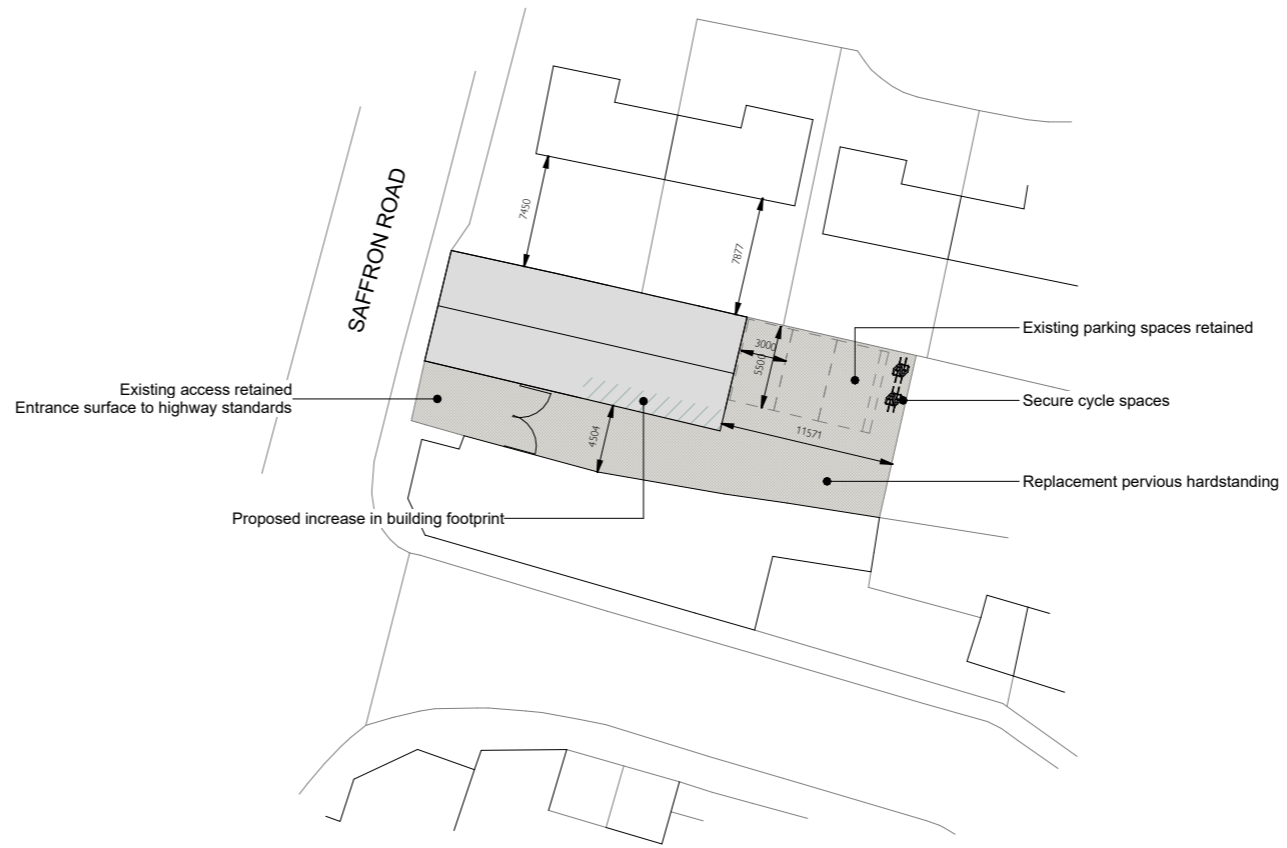 SAFFRON ROAD
7450
7877
3000
5500
11571
4504
Existing parking spaces retained
Secure cycle spaces
Replacement pervious hardstanding
Existing access retained
Entrance surface to highway standards
Proposed increase in building footprint